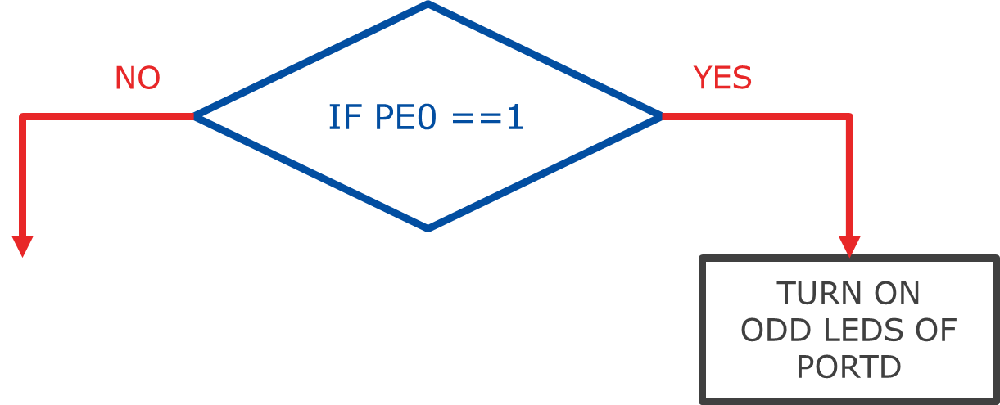 NO
YES
IF PE0 ==1
TURN ON
ODD LEDS OF
PORTD